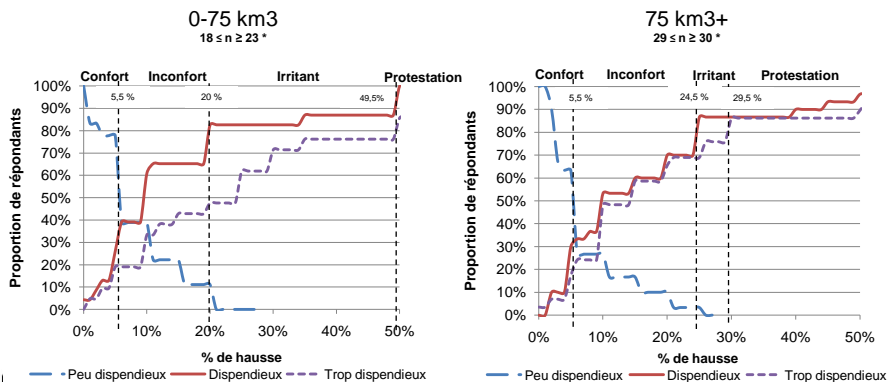 0-75 km3
18 ≤ n ≥ 23 *
Confort Inconfort Irritant Protestation
5,5 % 20 % 49,5%
100%
90%
80%
70%
60%
50%
40%
30%
20%
10%
0%
Proportion de répondants
0% 10% 20% 30% 40% 50%
% de hausse
Peu dispendieux Dispendieux Trop dispendieux
75 km3+
29 ≤ n ≥ 30 *
Confort Inconfort Irritant Protestation
5,5 % 24,5 % 29,5 %
100%
90%
80%
70%
60%
50%
40%
30%
20%
10%
0%
Proportion de répondants
0% 10% 20% 30% 40% 50%
% de hausse
Peu dispendieux Dispendieux Trop dispendieux